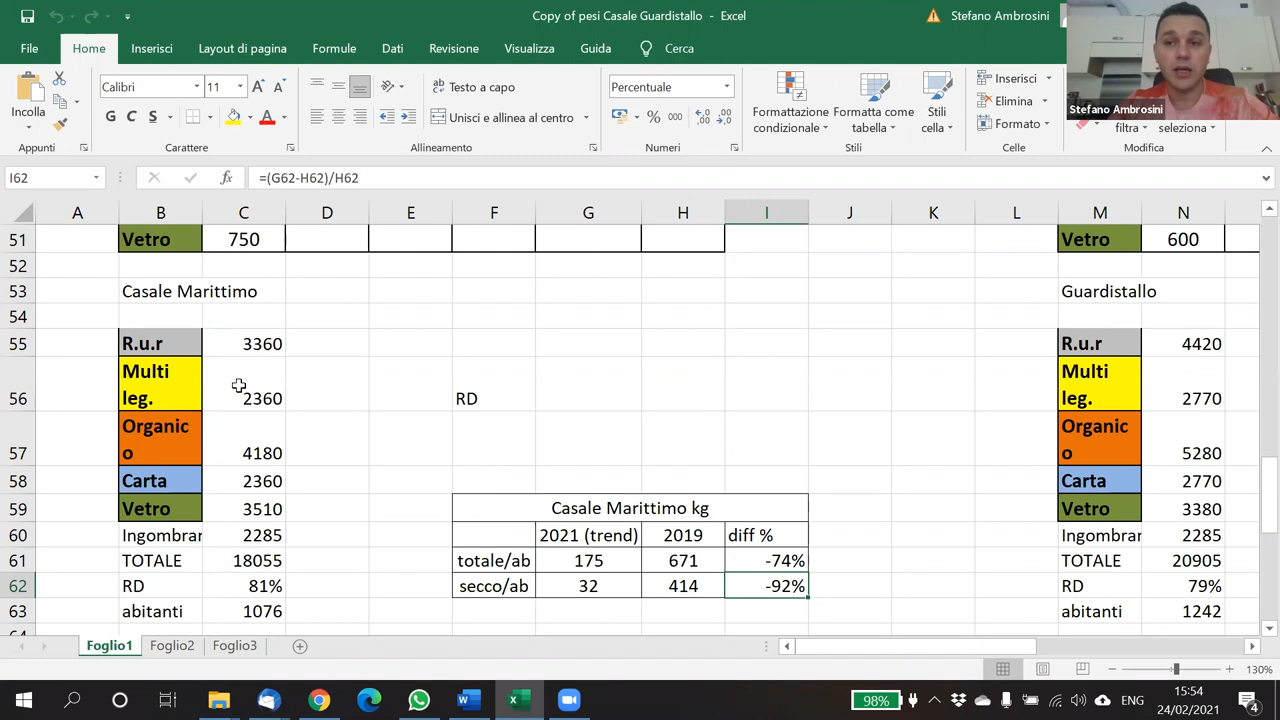 Copy of pesi Casale Guardistallo - Excel
Stefano Ambrosini
File Home Inserisci Layout di pagina Formule Dati Revisione Visualizza Guida Cerca
Stefano Ambrosini
Incolla
Calibri 11
Testo a capo
Percentuale
Formattazione condizionale
Formatta come tabella
Stili cella
Inserisci
Elimina
Formato
G C S
Unisci e allinea al centro
% 000
filtra
seleziona
Appunti Carattere Allineamento Numeri Stili Celle Modifica
I62 fx =(G62-H62)/H62
A B C D E F G H I J K L M N
51 Vetro 750 Vetro 600
52
53 Casale Marittimo Guardistallo
54
55 R.u.r 3360 R.u.r 4420
56 Multi leg. 2360 RD Multi leg. 2770
57 Organico 4180 Organico 5280
58 Carta 2360 Carta 2770
59 Vetro 3510 Casale Marittimo kg Vetro 3380
60 Ingombrar 2285 2021 (trend) 2019 diff % Ingombrar 2285
61 TOTALE 18055 totale/ab 175 671 -74% TOTALE 20905
62 RD 81% secco/ab 32 414 -92% RD 79%
63 abitanti 1076 abitanti 1242
Foglio1 Foglio2 Foglio3
130%
98%
ENG
15:54
24/02/2021
4